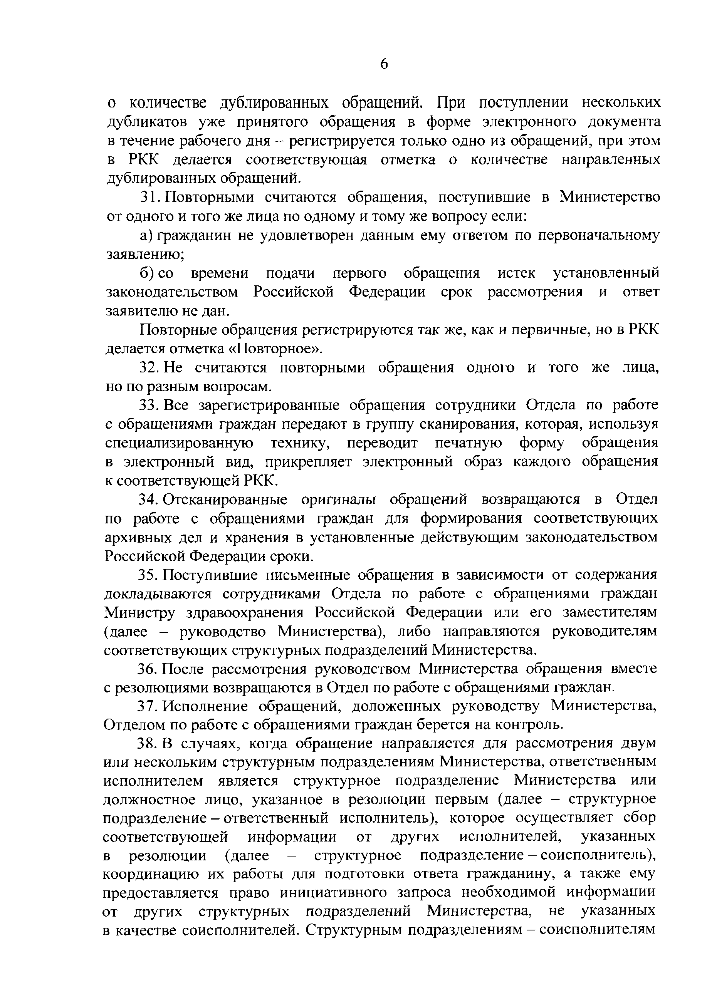 6
о количестве дублированных обращений. При поступлении нескольких
дубликатов уже принятого обращения в форме электронного документа
в течение рабочего дня – регистрируется только одно из обращений, при этом
в РКК делается соответствующая отметка о количестве направленных
дублированных обращений.
31. Повторными считаются обращения, поступившие в Министерство
от одного и того же лица по одному и тому же вопросу если:
а) гражданин не удовлетворен данным ему ответом по первоначальному
заявлению;
б) со времени подачи первого обращения истек установленный
законодательством Российской Федерации срок рассмотрения и ответ
заявителю не дан.
Повторные обращения регистрируются так же, как и первичные, но в РКК
делается отметка «Повторное».
32. Не считаются повторными обращения одного и того же лица,
но по разным вопросам.
33. Все зарегистрированные обращения сотрудники Отдела по работе
с обращениями граждан передают в группу сканирования, которая, используя
специализированную технику, переводит печатную форму обращения
в электронный вид, прикрепляет электронный образ каждого обращения
к соответствующей РКК.
34. Отсканированные оригиналы обращений возвращаются в Отдел
по работе с обращениями граждан для формирования соответствующих
архивных дел и хранения в установленные действующим законодательством
Российской Федерации сроки.
35. Поступившие письменные обращения в зависимости от содержания
докладываются сотрудниками Отдела по работе с обращениями граждан
Министру здравоохранения Российской Федерации или его заместителям
(далее – руководство Министерства), либо направляются руководителям
соответствующих структурных подразделений Министерства.
36. После рассмотрения руководством Министерства обращения вместе
с резолюциями возвращаются в Отдел по работе с обращениями граждан.
37. Исполнение обращений, доложенных руководству Министерства,
Отделом по работе с обращениями граждан берется на контроль.
38. В случаях, когда обращение направляется для рассмотрения двум
или нескольким структурным подразделениям Министерства, ответственным
исполнителем является структурное подразделение Министерства или
должностное лицо, указанное в резолюции первым (далее – структурное
подразделение – ответственный исполнитель), которое осуществляет сбор
соответствующей информации от других исполнителей, указанных
в резолюции (далее – структурное подразделение – соисполнитель),
координацию их работы для подготовки ответа гражданину, а также ему
предоставляется право инициативного запроса необходимой информации
от других структурных подразделений Министерства, не указанных
в качестве соисполнителей. Структурным подразделениям – соисполнителям